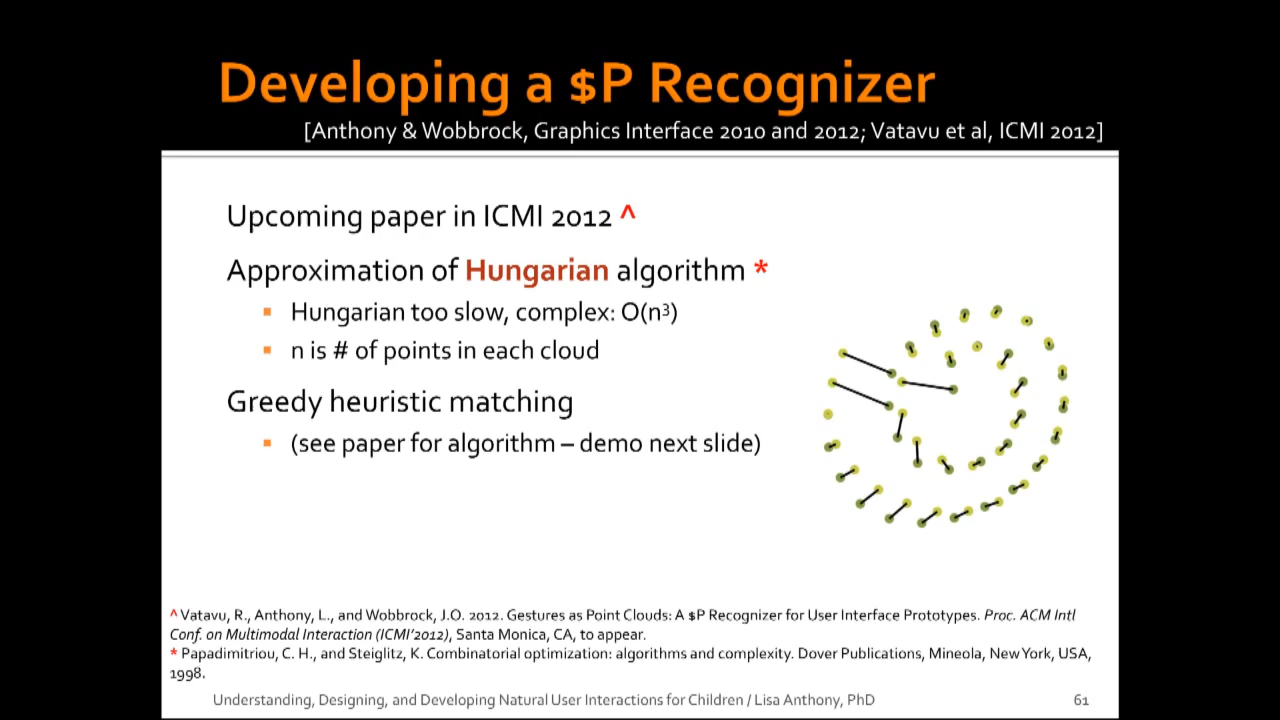 Developing a $P Recognizer
[Anthony & Wobbrock, Graphics Interface 2010 and 2012; Vatavu et al, ICMI 2012]
Upcoming paper in ICMI 2012 ^
Approximation of Hungarian algorithm *
▪ Hungarian too slow, complex: O(n³)
▪ n is # of points in each cloud
Greedy heuristic matching
▪ (see paper for algorithm – demo next slide)
^ Vatavu, R., Anthony, L., and Wobbrock, J.O. 2012. Gestures as Point Clouds: A $P Recognizer for User Interface Prototypes. Proc. ACM Intl
Conf. on Multimodal Interaction (ICMI'2012), Santa Monica, CA, to appear.
* Papadimitriou, C. H., and Steiglitz, K. Combinatorial optimization: algorithms and complexity. Dover Publications, Mineola, New York, USA,
1998.
Understanding, Designing, and Developing Natural User Interactions for Children / Lisa Anthony, PhD
61